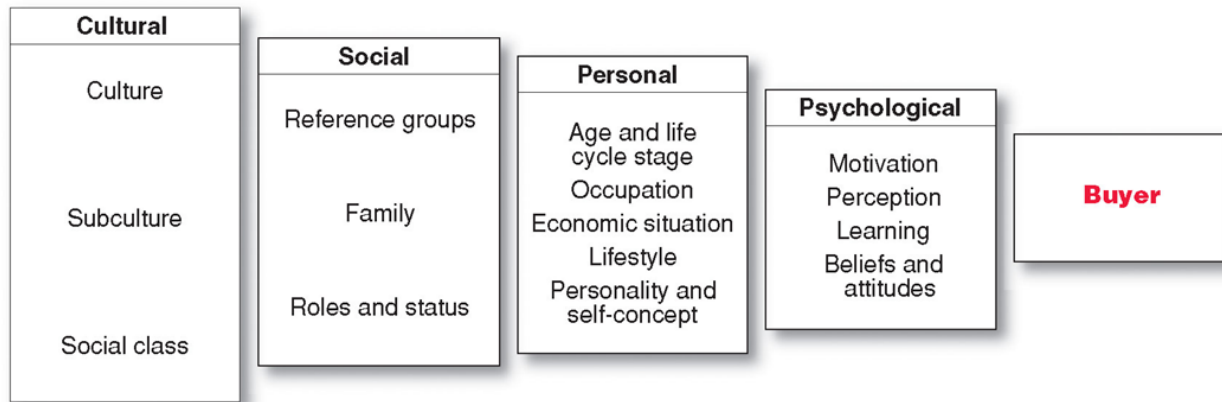 Cultural
Culture
Subculture
Social class
Social
Reference groups
Family
Roles and status
Personal
Age and life
cycle stage
Occupation
Economic situation
Lifestyle
Personality and
self-concept
Psychological
Motivation
Perception
Learning
Beliefs and
attitudes
Buyer